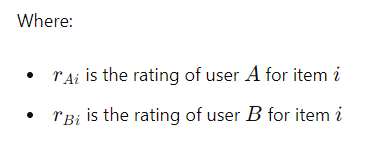 Where:
• r_{Ai} is the rating of user A for item i
• r_{Bi} is the rating of user B for item i